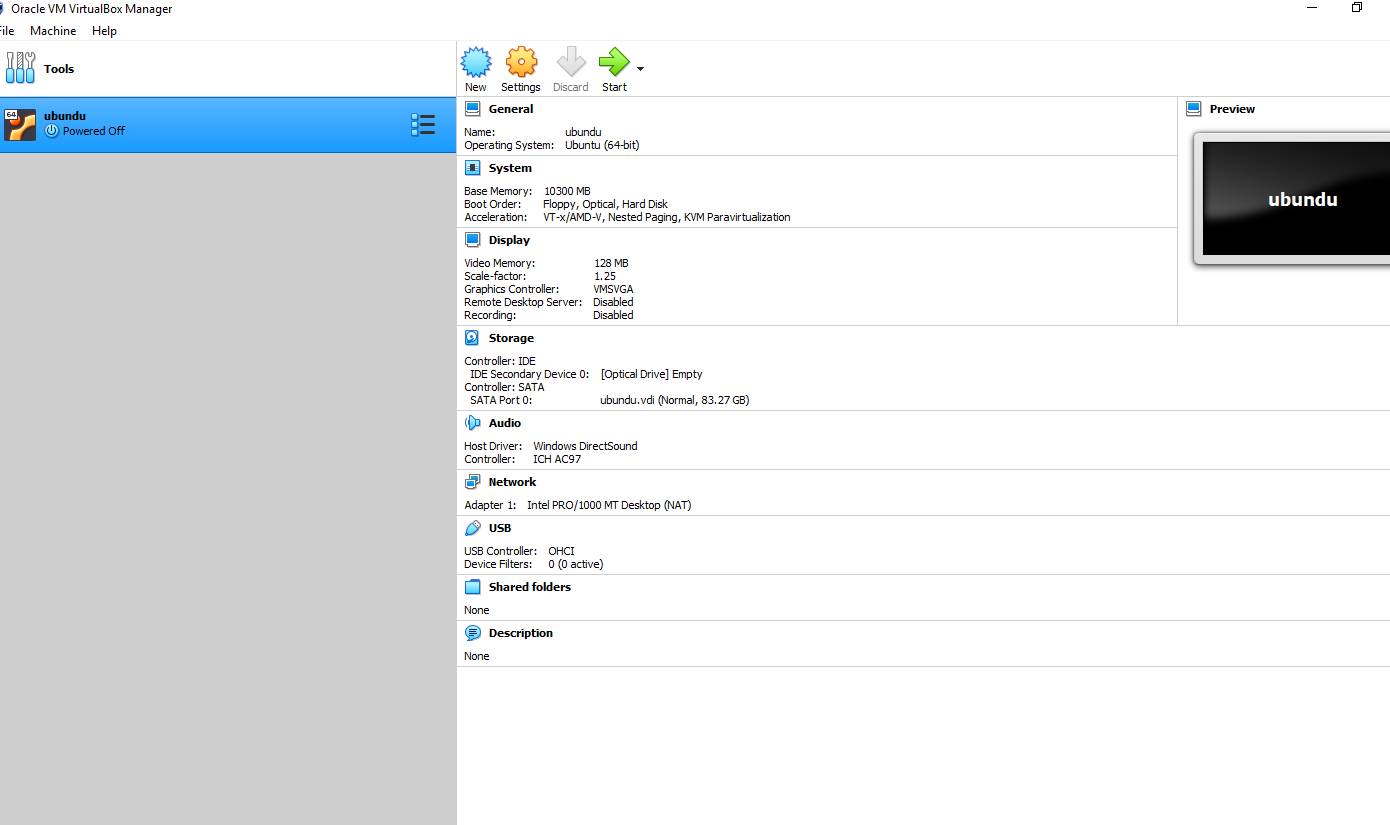 Oracle VM VirtualBox Manager
File Machine Help
Tools
New Settings Discard Start
64
ubundu
Powered Off
General
Name: ubundu
Operating System: Ubuntu (64-bit)
System
Base Memory: 10300 MB
Boot Order: Floppy, Optical, Hard Disk
Acceleration: VT-x/AMD-V, Nested Paging, KVM Paravirtualization
Display
Video Memory: 128 MB
Scale-factor: 1.25
Graphics Controller: VMSVGA
Remote Desktop Server: Disabled
Recording: Disabled
Storage
Controller: IDE
IDE Secondary Device 0: [Optical Drive] Empty
Controller: SATA
SATA Port 0: ubundu.vdi (Normal, 83.27 GB)
Audio
Host Driver: Windows DirectSound
Controller: ICH AC97
Network
Adapter 1: Intel PRO/1000 MT Desktop (NAT)
USB
USB Controller: OHCI
Device Filters: 0 (0 active)
Shared folders
None
Description
None
Preview
ubundu